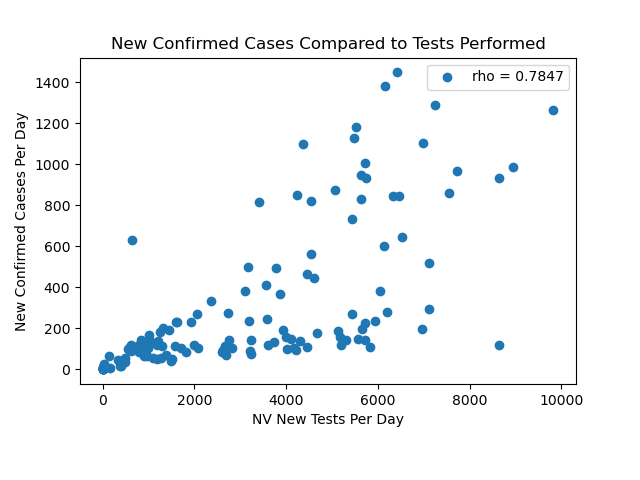 New Confirmed Cases Compared to Tests Performed
rho = 0.7847
New Confirmed Caeses Per Day
1400
1200
1000
800
600
400
200
0
0 2000 4000 6000 8000 10000
NV New Tests Per Day